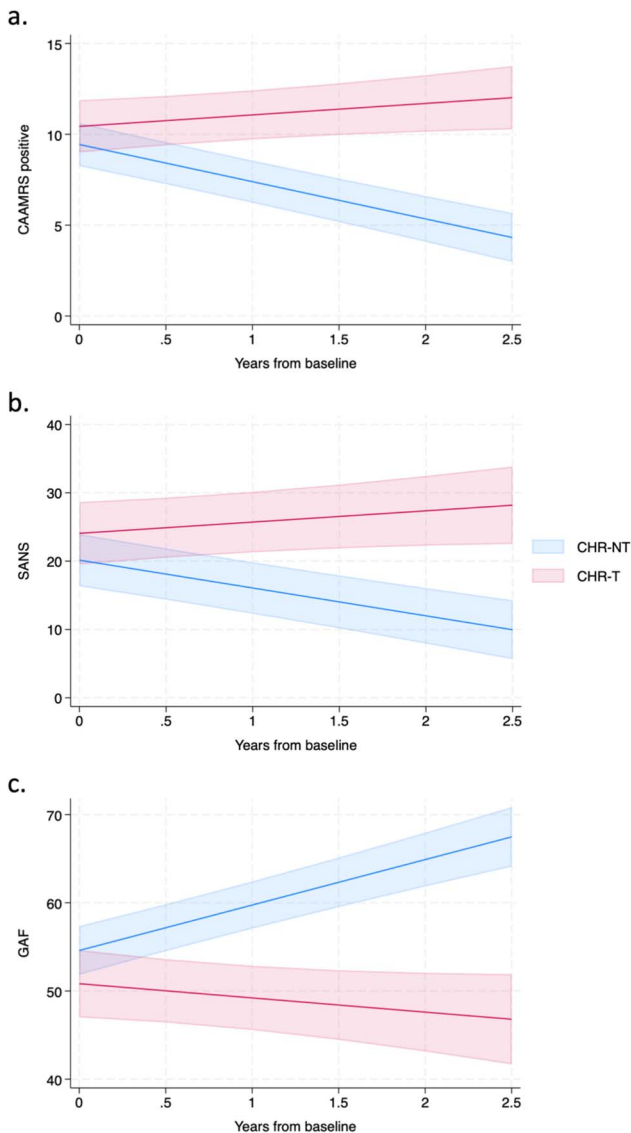 a.
15
10
5
0
CAAMRS positive
0 .5 1 1.5 2 2.5
Years from baseline
b.
40
30
20
10
0
SANS
0 .5 1 1.5 2 2.5
Years from baseline
CHR-NT
CHR-T
c.
70
60
50
40
GAF
0 .5 1 1.5 2 2.5
Years from baseline